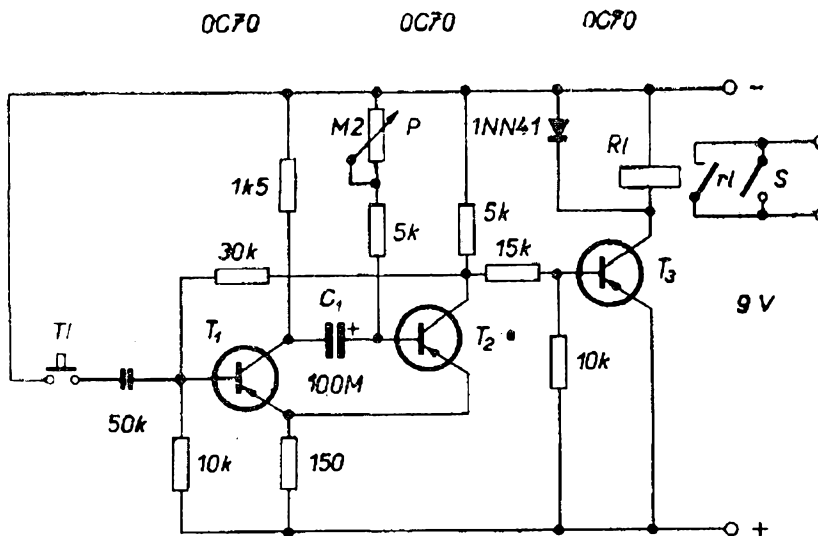 OC70 OC70 OC70
M2 P 1NN41 Rl rl S
1k5
5k 5k
30k 15k
C1 T3
9 V
Tl T1 + T2
100M 10k
50k
10k 150
-
+